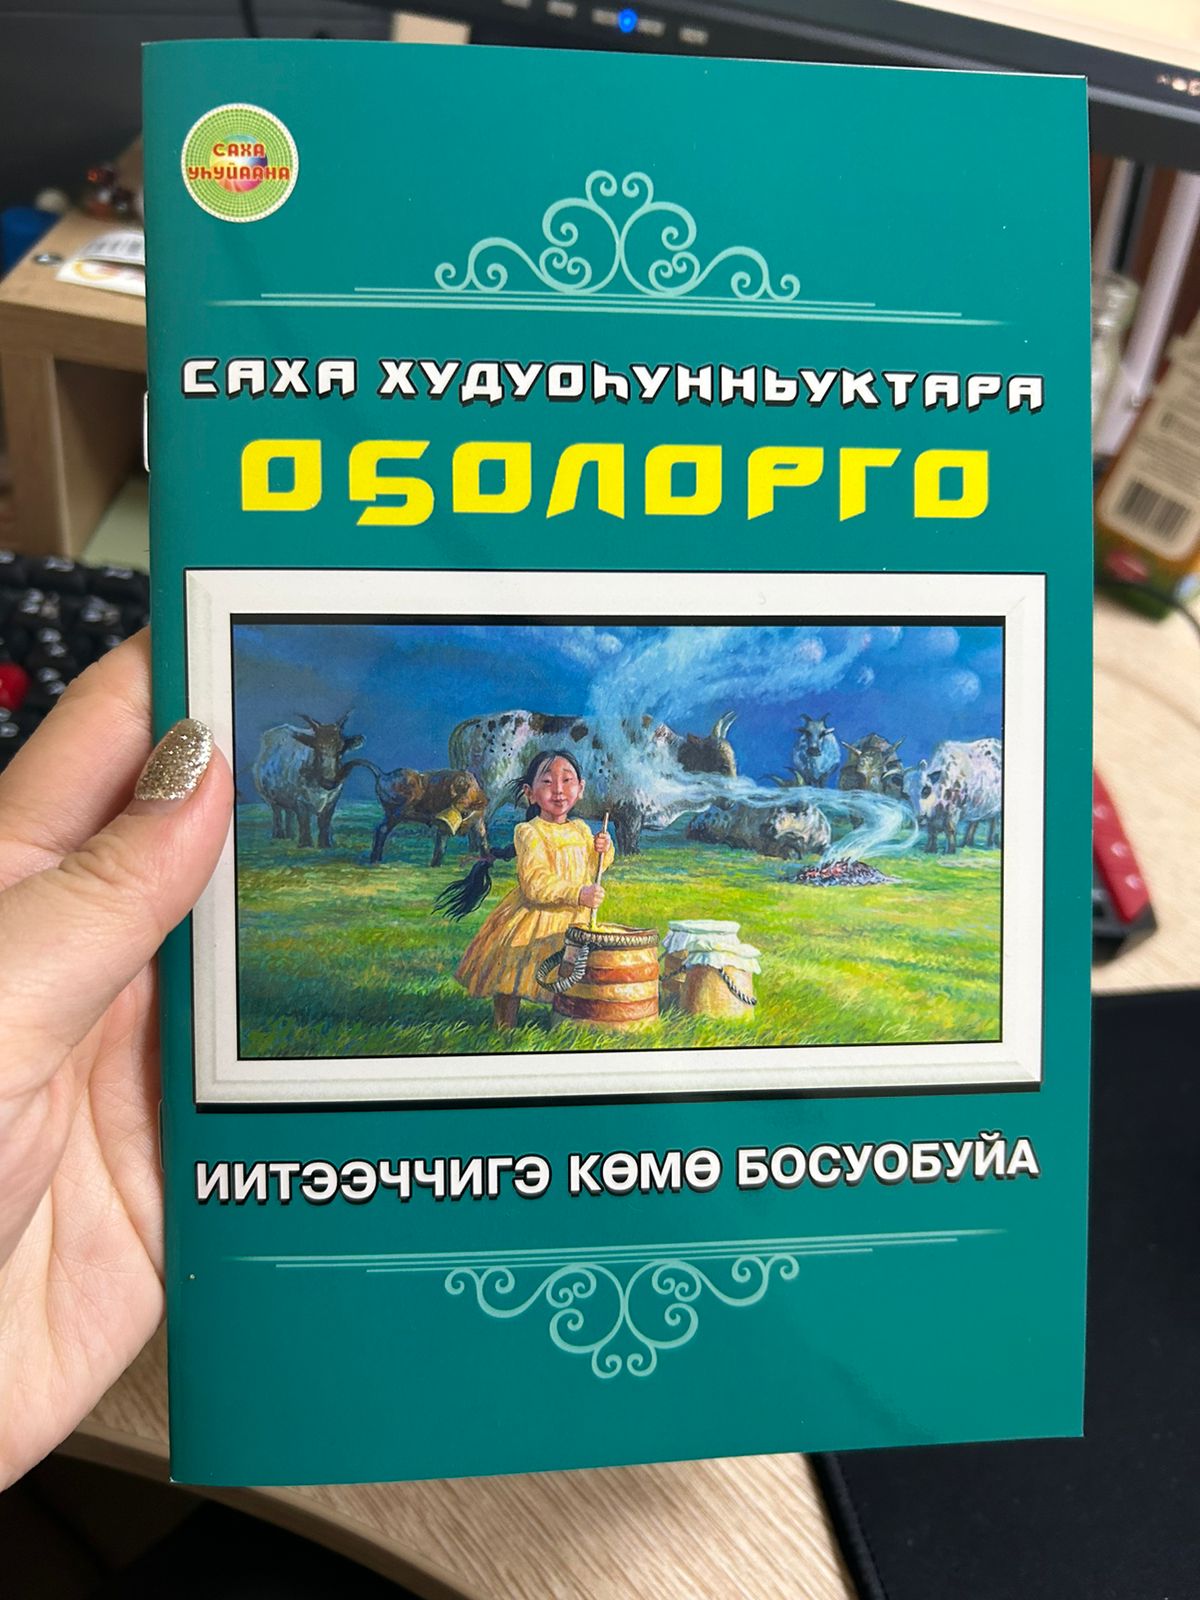 САХА
УҺУЙААНА
САХА ХУДУОҺУННЬУКТАРА
ОҔОЛОРГО
ИИТЭЭЧЧИГЭ КӨМӨ БОСУОБУЙА